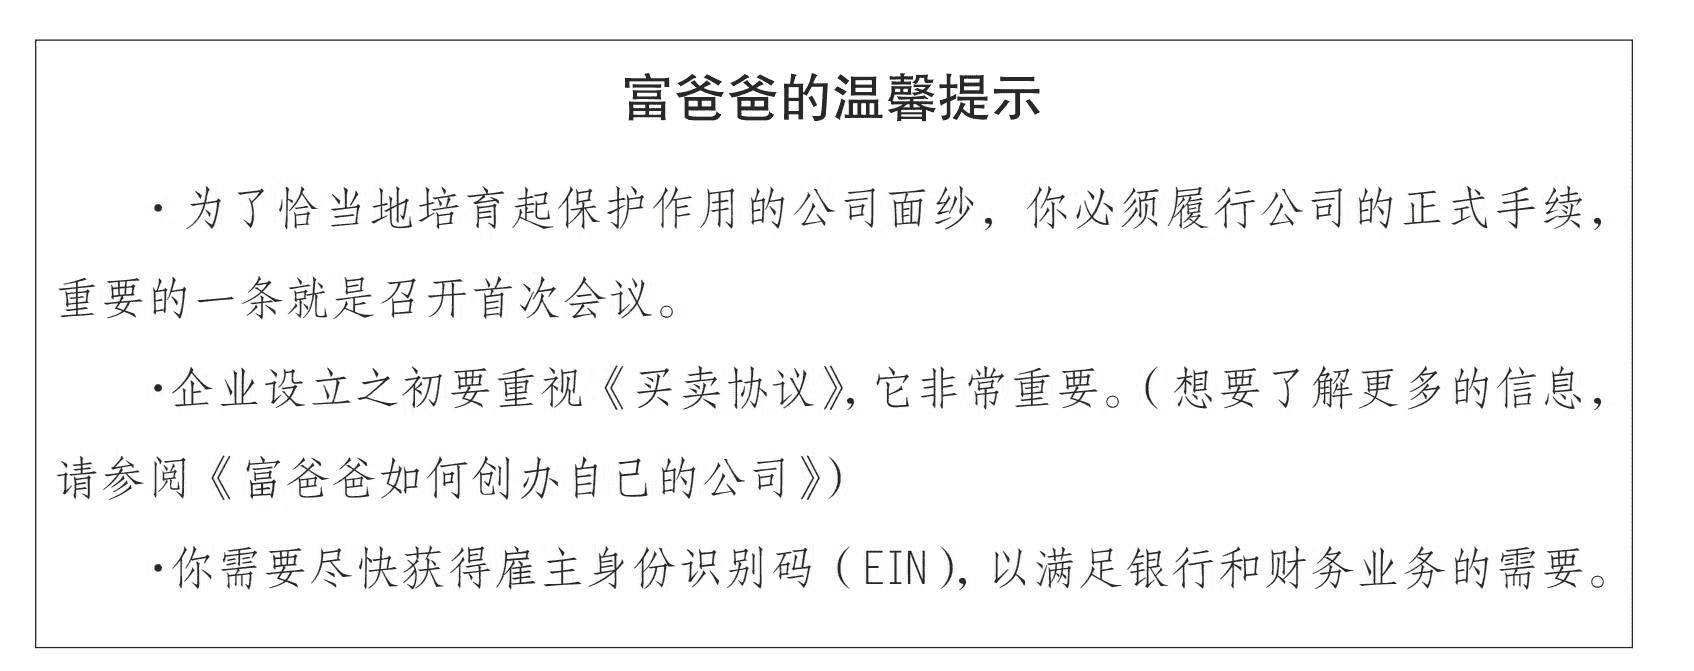 富爸爸的温馨提示
·为了恰当地培育起保护作用的公司面纱，你必须履行公司的正式手续，
重要的一条就是召开首次会议。
·企业设立之初要重视《买卖协议》，它非常重要。（想要了解更多的信息，
请参阅《富爸爸如何创办自己的公司》）
·你需要尽快获得雇主身份识别码（EIN），以满足银行和财务业务的需要。